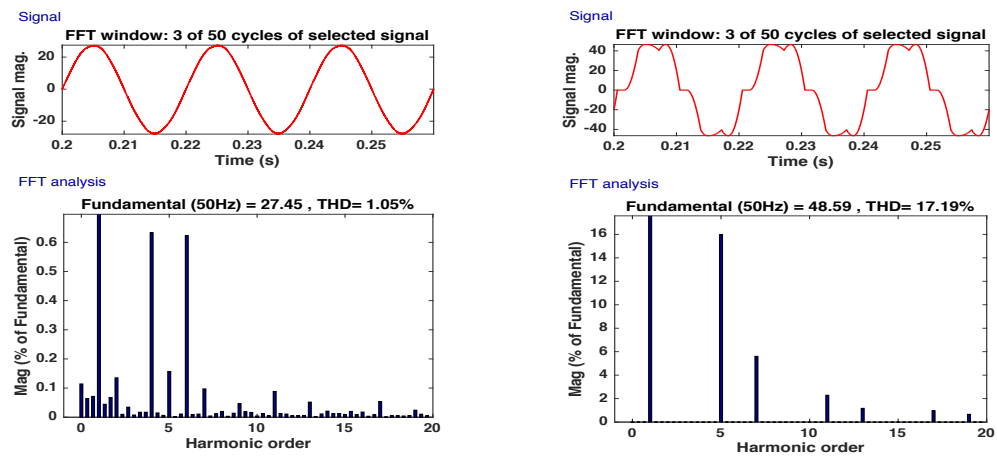 Signal
FFT window: 3 of 50 cycles of selected signal
Signal mag.
20
0
-20
0.2
0.21
0.22
0.23
0.24
0.25
Time (s)
FFT analysis
Fundamental (50Hz) = 27.45 , THD= 1.05%
Mag (% of Fundamental)
0.6
0.5
0.4
0.3
0.2
0.1
0
0
5
10
15
20
Harmonic order
Signal
FFT window: 3 of 50 cycles of selected signal
Signal mag.
40
20
0
-20
-40
0.2
0.21
0.22
0.23
0.24
0.25
Time (s)
FFT analysis
Fundamental (50Hz) = 48.59 , THD= 17.19%
Mag (% of Fundamental)
16
14
12
10
8
6
4
2
0
0
5
10
15
20
Harmonic order